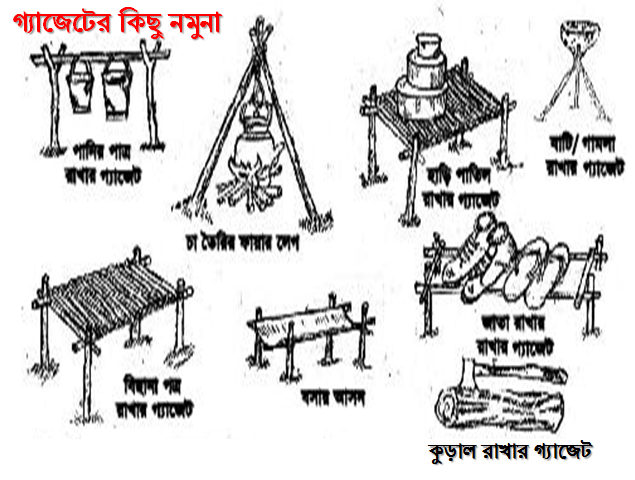 গ্যাজেটের কিছু নমুনা
পানির পাত্র
রাখার গ্যাজেট
চা তৈরির ফায়ার প্লেস
হাড়ি পাতিল
রাখার গ্যাজেট
বাটি/ গামলা
রাখার গ্যাজেট
বিছানা পত্র
রাখার গ্যাজেট
বসার আসন
জাতা রাখার
রাখার গ্যাজেট
কুড়াল রাখার গ্যাজেট